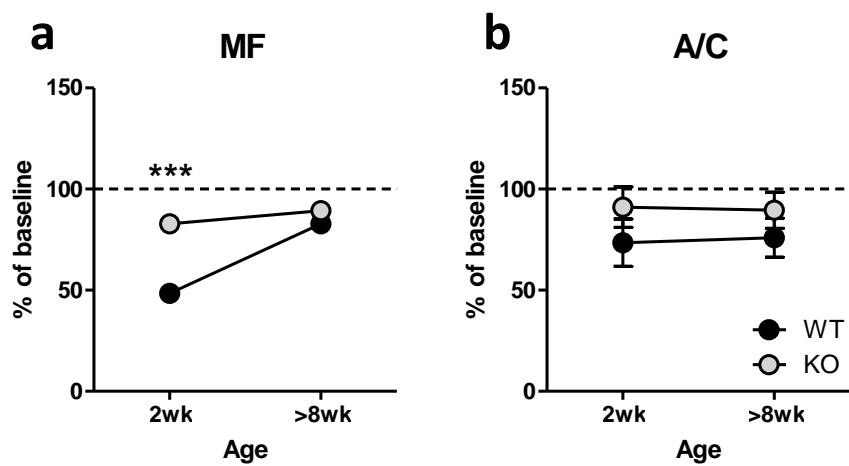 a
MF
150
100
50
0
% of baseline
***
2wk
>8wk
Age
b
A/C
150
100
50
0
% of baseline
2wk
>8wk
Age
WT
KO